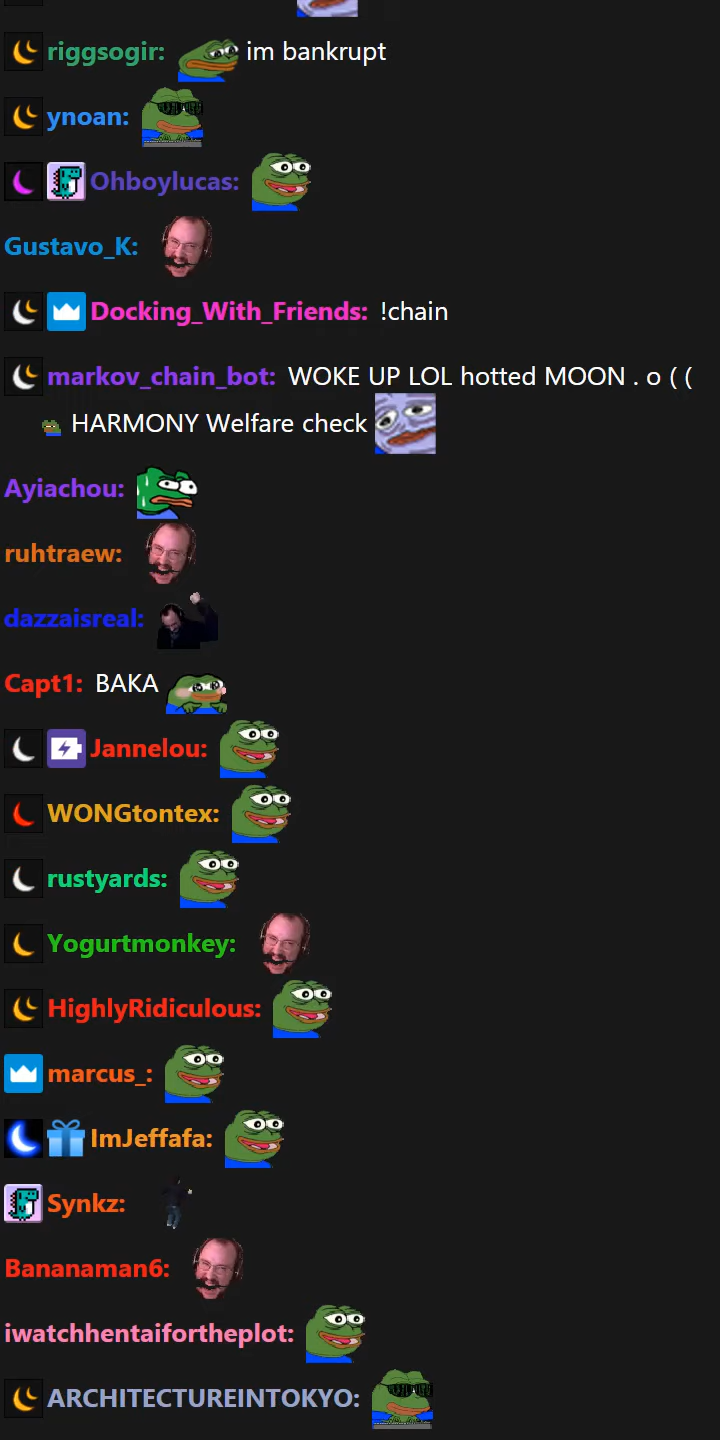 riggsogir: im bankrupt
ynoan:
Ohboylucas:
Gustavo_K:
Docking_With_Friends: !chain
markov_chain_bot: WOKE UP LOL hotted MOON . o ( (
HARMONY Welfare check
Ayiachou:
ruhtraew:
dazzaisreal:
Capt1: BAKA
Jannelou:
WONGtontex:
rustyards:
Yogurtmonkey:
HighlyRidiculous:
marcus_:
ImJeffafa:
Synkz:
Bananaman6:
iwatchhentaifortheplot:
ARCHITECTUREINTOKYO: